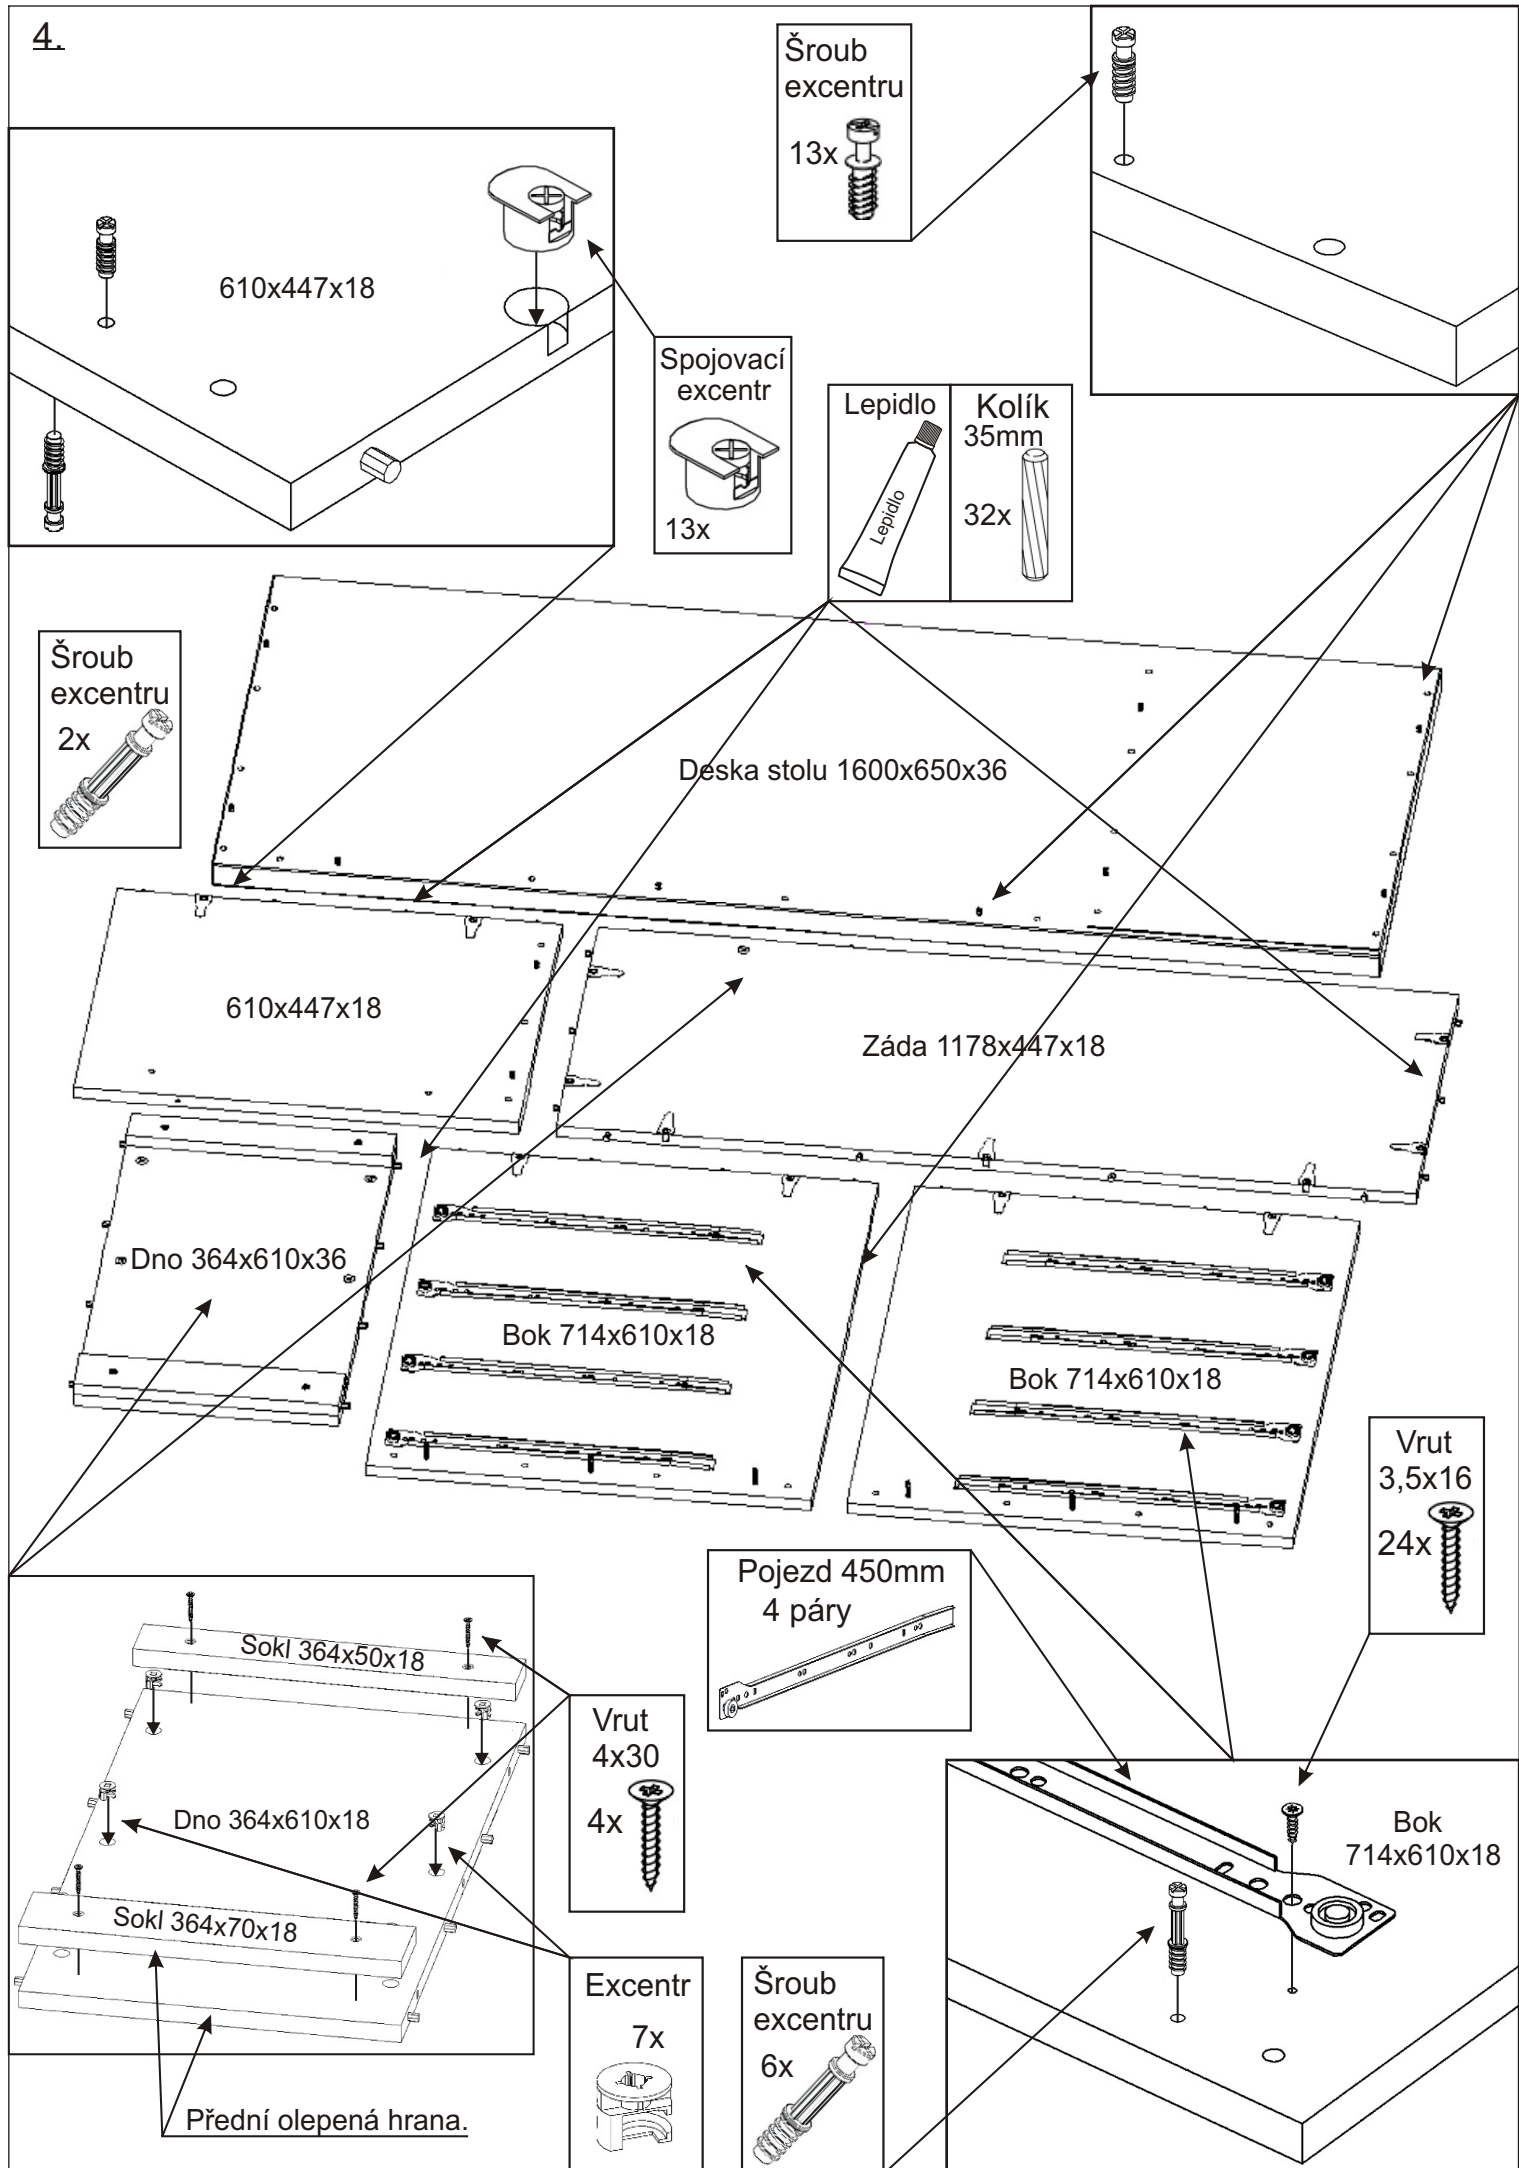 4.
Šroub
excentru
13x
610x447x18
Spojovací
excentr
13x
Lepidlo
Lepidlo
Kolík
35mm
32x
Šroub
excentru
2x
Deska stolu 1600x650x36
610x447x18
Záda 1178x447x18
Dno 364x610x36
Bok 714x610x18
Bok 714x610x18
Vrut
3,5x16
24x
Pojezd 450mm
4 páry
Sokl 364x50x18
Vrut
4x30
4x
Dno 364x610x18
Sokl 364x70x18
Bok
714x610x18
Excentr
7x
Šroub
excentru
6x
Přední olepená hrana.